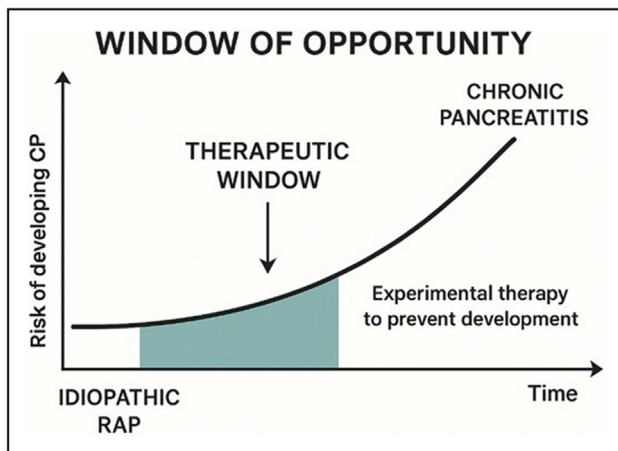 WINDOW OF OPPORTUNITY
CHRONIC
PANCREATITIS
THERAPEUTIC
WINDOW
Risk of developing CP
Experimental therapy
to prevent development
Time
IDIOPATHIC
RAP